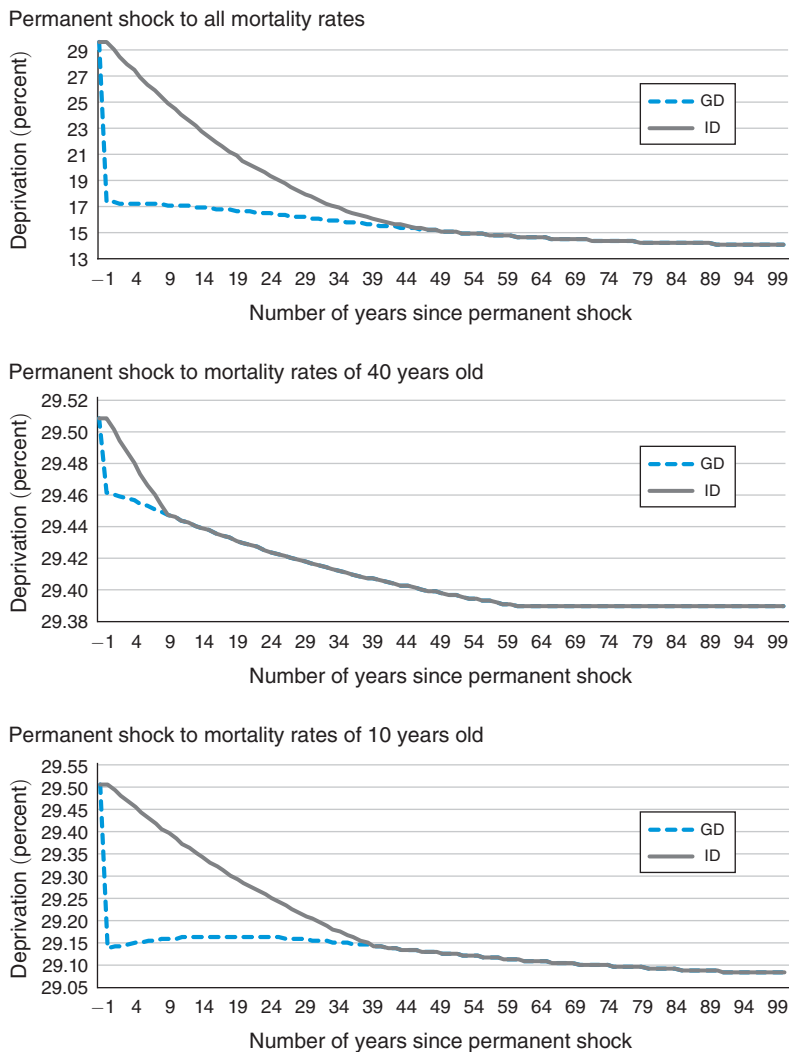 Permanent shock to all mortality rates
Deprivation (percent)
29
27
25
23
21
19
17
15
13
GD
ID
−1 4 9 14 19 24 29 34 39 44 49 54 59 64 69 74 79 84 89 94 99
Number of years since permanent shock
Permanent shock to mortality rates of 40 years old
Deprivation (percent)
29.52
29.50
29.48
29.46
29.44
29.42
29.40
29.38
GD
ID
−1 4 9 14 19 24 29 34 39 44 49 54 59 64 69 74 79 84 89 94 99
Number of years since permanent shock
Permanent shock to mortality rates of 10 years old
Deprivation (percent)
29.55
29.50
29.45
29.40
29.35
29.30
29.25
29.20
29.15
29.10
29.05
GD
ID
−1 4 9 14 19 24 29 34 39 44 49 54 59 64 69 74 79 84 89 94 99
Number of years since permanent shock